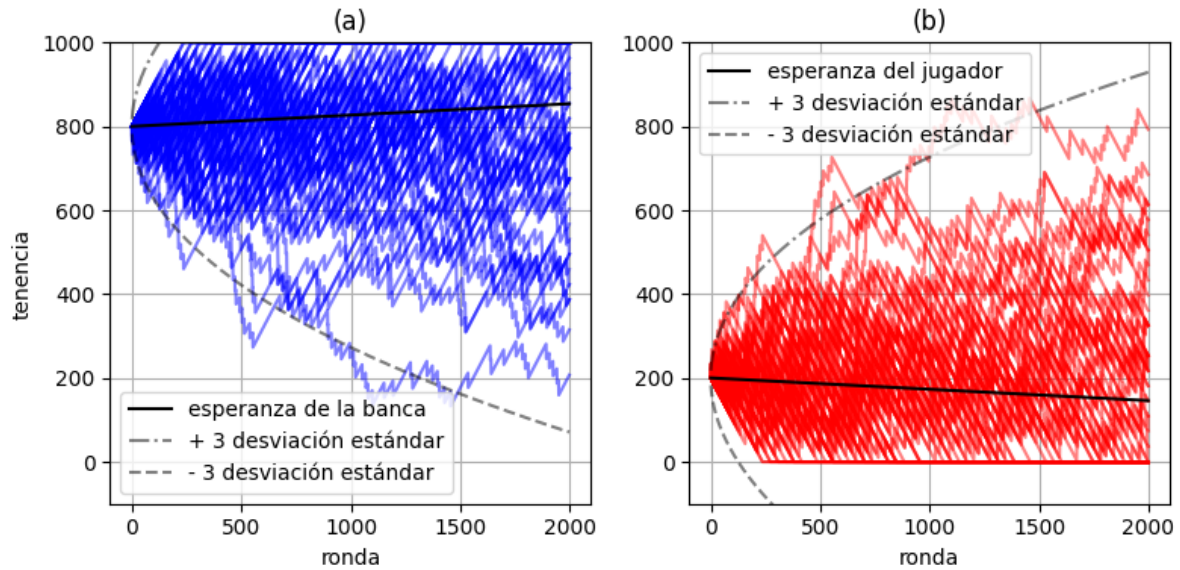 (a)
1000
800
600
400
200
0
tenencia
esperanza de la banca
+ 3 desviación estándar
- 3 desviación estándar
0
500
1000
1500
2000
ronda
(b)
1000
800
600
400
200
0
esperanza del jugador
+ 3 desviación estándar
- 3 desviación estándar
0
500
1000
1500
2000
ronda